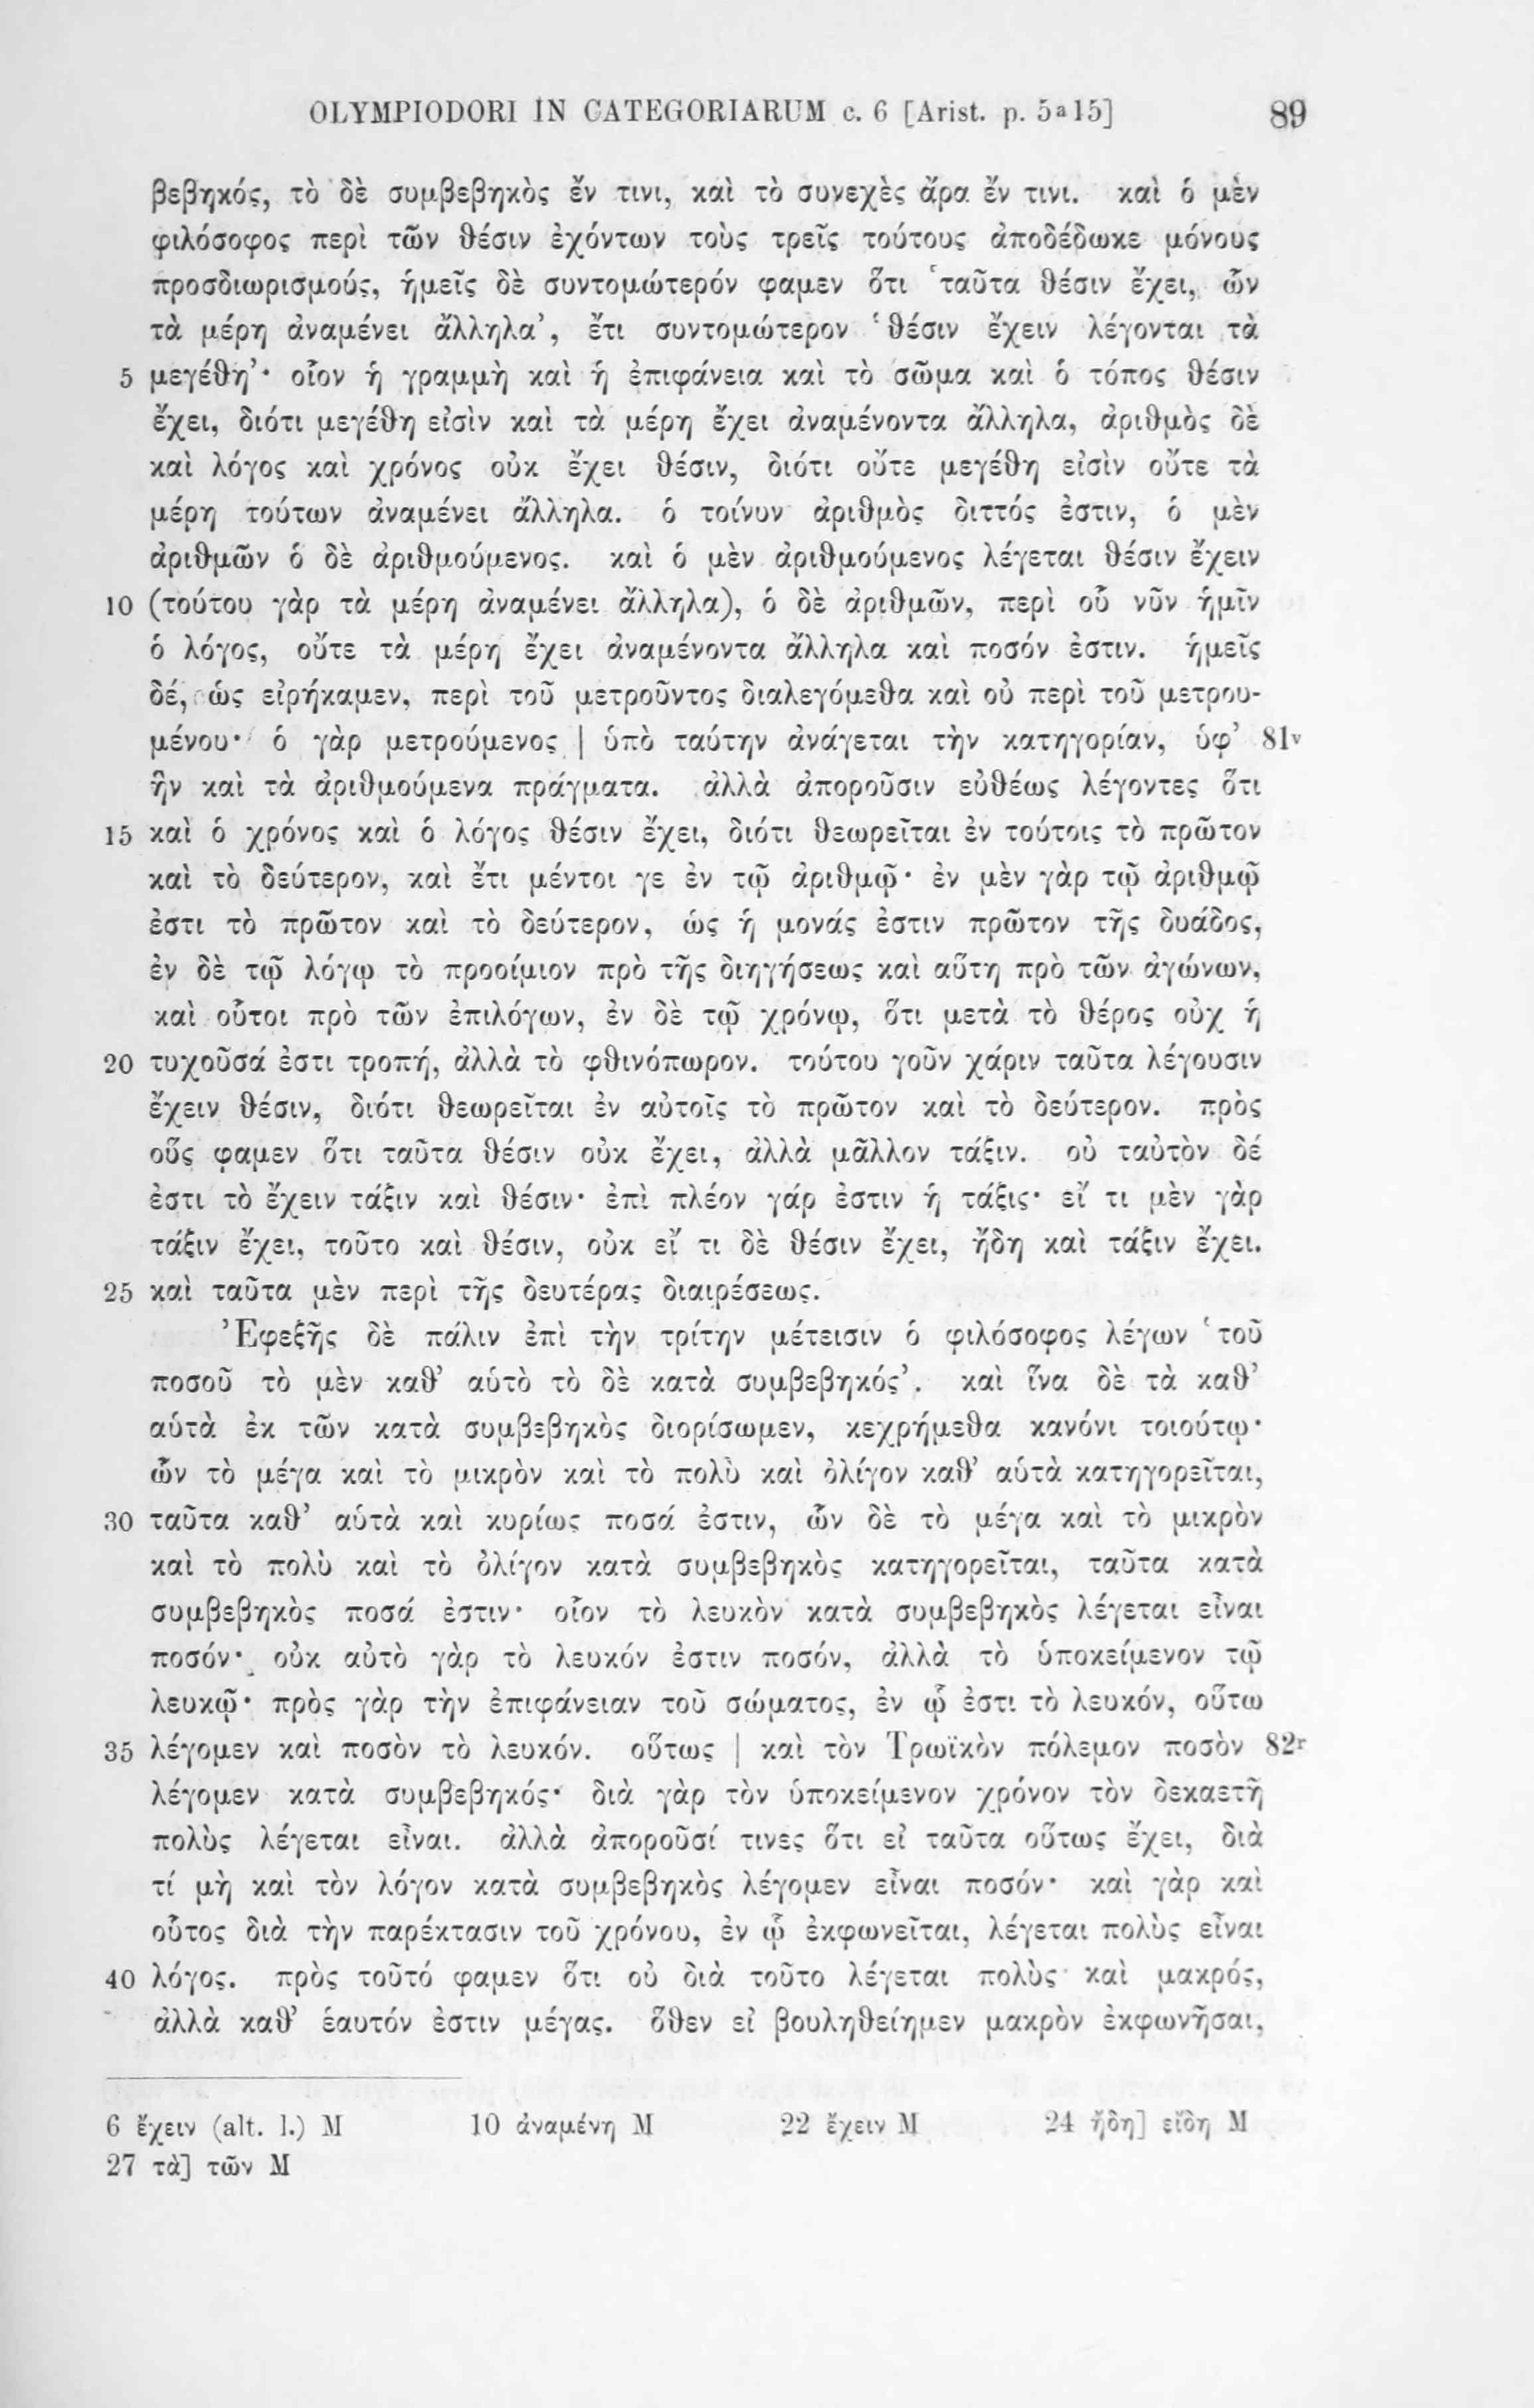 OLYMPIODORI IN CATEGORIARUM c. 6 [Arist. p. 5a15] 89
βεβηκός, τὸ δὲ συμβεβηκὸς ἔν τινι, καὶ τὸ συνεχὲς ἄρα ἔν τινι. καὶ ὁ μὲν
φιλόσοφος περὶ τῶν θέσιν ἐχόντων τοὺς τρεῖς τούτους ἀποδέδωκε μόνους
προσδιωρισμούς, ἡμεῖς δὲ συντομώτερόν φαμεν ὅτι ‘ταῦτα θέσιν ἔχει, ὧν
τὰ μέρη ἀναμένει ἄλληλα’, ἔτι συντομώτερον ‘θέσιν ἔχειν λέγονται τὰ
5 μεγέθη’· οἷον ἡ γραμμὴ καὶ ἡ ἐπιφάνεια καὶ τὸ σῶμα καὶ ὁ τόπος θέσιν
ἔχει, διότι μεγέθη εἰσὶν καὶ τὰ μέρη ἔχει ἀναμένοντα ἄλληλα, ἀριθμὸς δὲ
καὶ λόγος καὶ χρόνος οὐκ ἔχει θέσιν, διότι οὔτε μεγέθη εἰσὶν οὔτε τὰ
μέρη τούτων ἀναμένει ἄλληλα. ὁ τοίνυν ἀριθμὸς διττός ἐστιν, ὁ μὲν
ἀριθμῶν ὁ δὲ ἀριθμούμενος. καὶ ὁ μὲν ἀριθμούμενος λέγεται θέσιν ἔχειν
10 (τούτου γὰρ τὰ μέρη ἀναμένει ἄλληλα), ὁ δὲ ἀριθμῶν, περὶ οὗ νῦν ἡμῖν
ὁ λόγος, οὔτε τὰ μέρη ἔχει ἀναμένοντα ἄλληλα καὶ ποσόν ἐστιν. ἡμεῖς
δέ, ὡς εἰρήκαμεν, περὶ τοῦ μετροῦντος διαλεγόμεθα καὶ οὐ περὶ τοῦ μετρου-
μένου· ὁ γὰρ μετρούμενος | ὑπὸ ταύτην ἀνάγεται τὴν κατηγορίαν, ὑφ’ 81v
ἣν καὶ τὰ ἀριθμούμενα πράγματα. ἀλλὰ ἀποροῦσιν εὐθέως λέγοντες ὅτι
15 καὶ ὁ χρόνος καὶ ὁ λόγος θέσιν ἔχει, διότι θεωρεῖται ἐν τούτοις τὸ πρῶτον
καὶ τὸ δεύτερον, καὶ ἔτι μέντοι γε ἐν τῷ ἀριθμῷ· ἐν μὲν γὰρ τῷ ἀριθμῷ
ἐστι τὸ πρῶτον καὶ τὸ δεύτερον, ὡς ἡ μονάς ἐστιν πρῶτον τῆς δυάδος,
ἐν δὲ τῷ λόγῳ τὸ προοίμιον πρὸ τῆς διηγήσεως καὶ αὕτη πρὸ τῶν ἀγώνων,
καὶ οὗτοι πρὸ τῶν ἐπιλόγων, ἐν δὲ τῷ χρόνῳ, ὅτι μετὰ τὸ θέρος οὐχ ἡ
20 τυχοῦσά ἐστι τροπή, ἀλλὰ τὸ φθινόπωρον. τούτου γοῦν χάριν ταῦτα λέγουσιν
ἔχειν θέσιν, διότι θεωρεῖται ἐν αὐτοῖς τὸ πρῶτον καὶ τὸ δεύτερον. πρὸς
οὕς φαμεν ὅτι ταῦτα θέσιν οὐκ ἔχει, ἀλλὰ μᾶλλον τάξιν. οὐ ταὐτὸν δέ
ἐστι τὸ ἔχειν τάξιν καὶ θέσιν· ἐπὶ πλέον γάρ ἐστιν ἡ τάξις· εἴ τι μὲν γὰρ
τάξιν ἔχει, τοῦτο καὶ θέσιν, οὐκ εἴ τι δὲ θέσιν ἔχει, ἤδη καὶ τάξιν ἔχει.
25 καὶ ταῦτα μὲν περὶ τῆς δευτέρας διαιρέσεως.
Ἐφεξῆς δὲ πάλιν ἐπὶ τὴν τρίτην μέτεισιν ὁ φιλόσοφος λέγων ‘τοῦ
ποσοῦ τὸ μὲν καθ’ αὑτὸ τὸ δὲ κατὰ συμβεβηκός’. καὶ ἵνα δὲ τὰ καθ’
αὑτὰ ἐκ τῶν κατὰ συμβεβηκὸς διορίσωμεν, κεχρήμεθα κανόνι τοιούτῳ·
ὧν τὸ μέγα καὶ τὸ μικρὸν καὶ τὸ πολὺ καὶ ὀλίγον καθ’ αὑτὰ κατηγορεῖται,
30 ταῦτα καθ’ αὑτὰ καὶ κυρίως ποσά ἐστιν, ὧν δὲ τὸ μέγα καὶ τὸ μικρὸν
καὶ τὸ πολὺ καὶ τὸ ὀλίγον κατὰ συμβεβηκὸς κατηγορεῖται, ταῦτα κατὰ
συμβεβηκὸς ποσά ἐστιν· οἷον τὸ λευκὸν κατὰ συμβεβηκὸς λέγεται εἶναι
ποσόν· οὐκ αὐτὸ γὰρ τὸ λευκόν ἐστιν ποσόν, ἀλλὰ τὸ ὑποκείμενον τῷ
λευκῷ· πρὸς γὰρ τὴν ἐπιφάνειαν τοῦ σώματος, ἐν ᾧ ἐστι τὸ λευκόν, οὕτω
35 λέγομεν καὶ ποσὸν τὸ λευκόν. οὕτως | καὶ τὸν Τρωϊκὸν πόλεμον ποσὸν 82r
λέγομεν κατὰ συμβεβηκός· διὰ γὰρ τὸν ὑποκείμενον χρόνον τὸν δεκαετῆ
πολὺς λέγεται εἶναι. ἀλλὰ ἀποροῦσί τινες ὅτι εἰ ταῦτα οὕτως ἔχει, διὰ
τί μὴ καὶ τὸν λόγον κατὰ συμβεβηκὸς λέγομεν εἶναι ποσόν· καὶ γὰρ καὶ
οὗτος διὰ τὴν παρέκτασιν τοῦ χρόνου, ἐν ᾧ ἐκφωνεῖται, λέγεται πολὺς εἶναι
40 λόγος. πρὸς τοῦτό φαμεν ὅτι οὐ διὰ τοῦτο λέγεται πολὺς καὶ μακρός,
ἀλλὰ καθ’ ἑαυτόν ἐστιν μέγας. ὅθεν εἰ βουληθείημεν μακρὸν ἐκφωνῆσαι,
6 ἔχειν (alt. l.) M 10 ἀναμένη M 22 ἔχειν M 24 ἤδη] εἴδη M
27 τὰ] τῶν M